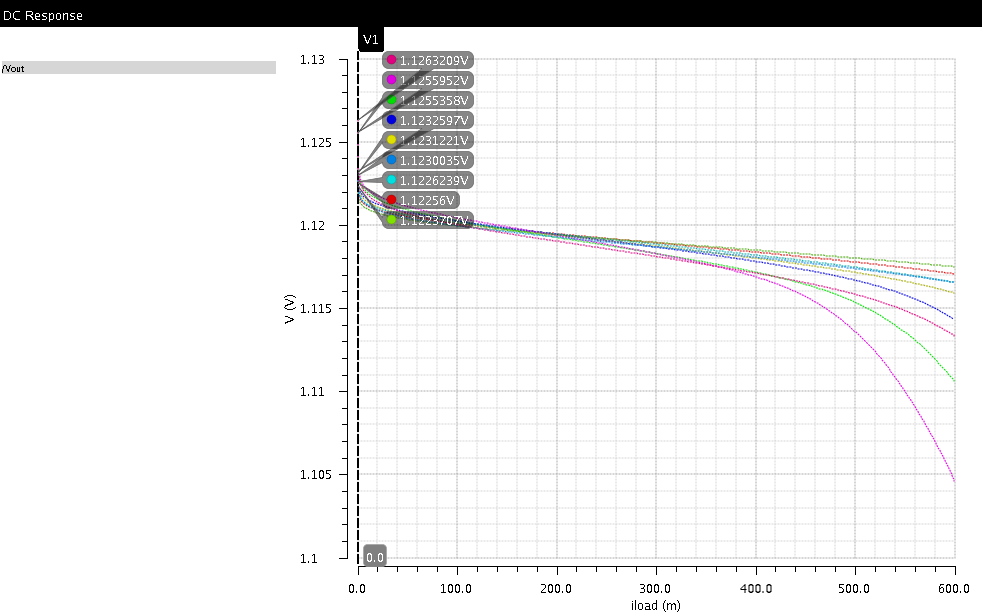 DC Response
/Vout
V1
1.1263209V
1.1255952V
1.1255358V
1.1232597V
1.1231221V
1.1230035V
1.1226239V
1.12256V
1.1223707V
1.13
1.125
1.12
1.115
1.11
1.105
1.1
V (V)
0.0
0.0 100.0 200.0 300.0 400.0 500.0 600.0
iload (m)